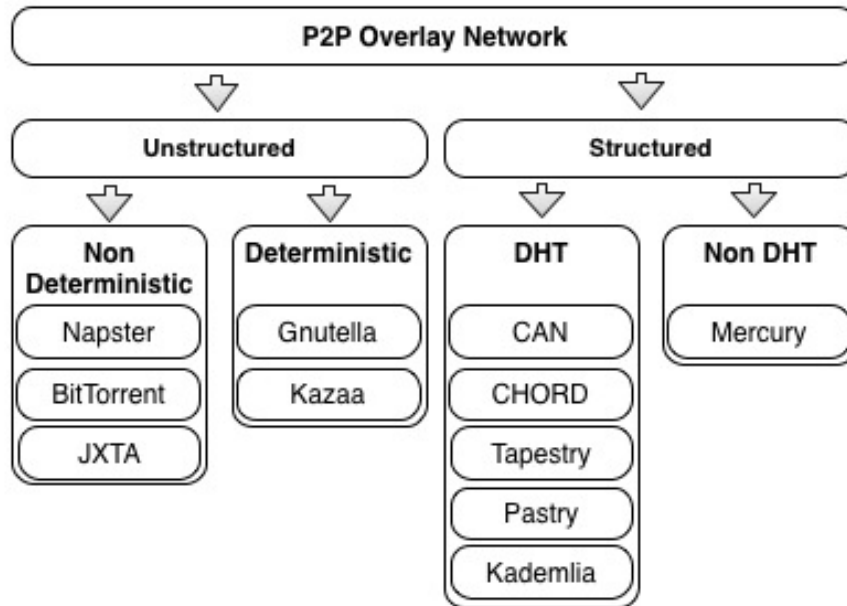 P2P Overlay Network
Unstructured
Structured
Non
Deterministic
Napster
BitTorrent
JXTA
Deterministic
Gnutella
Kazaa
DHT
CAN
CHORD
Tapestry
Pastry
Kademlia
Non DHT
Mercury